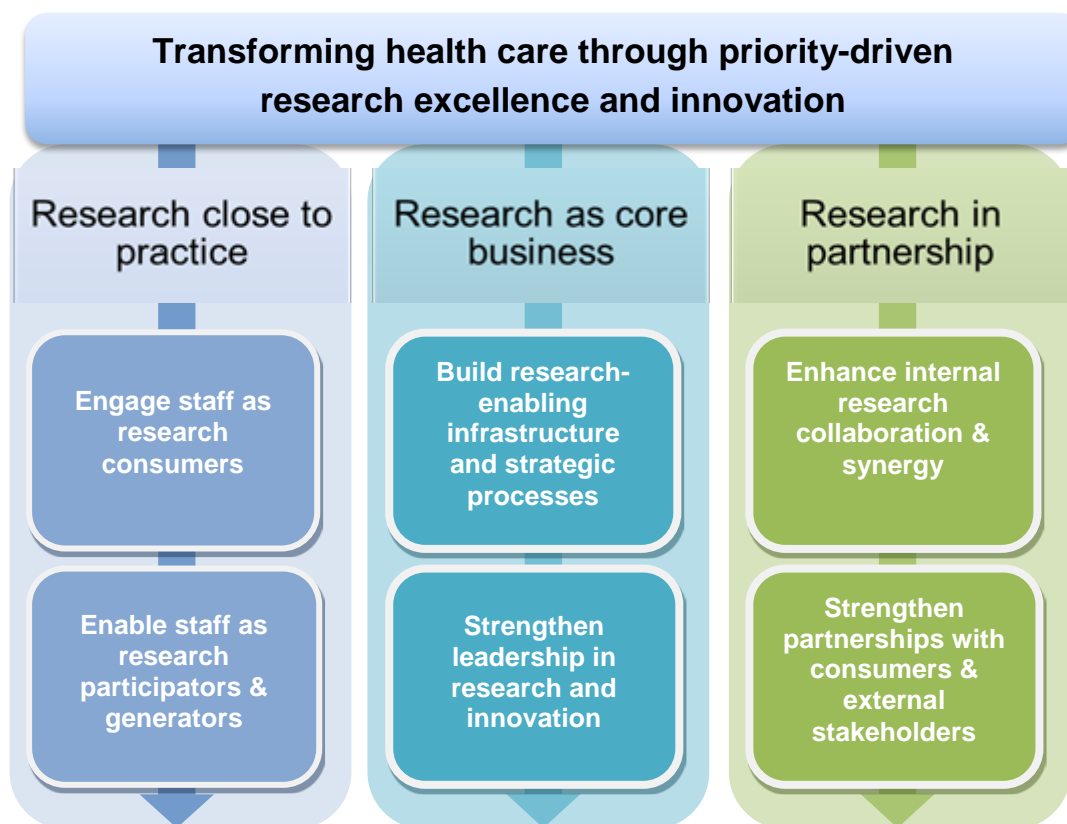 Transforming health care through priority-driven
research excellence and innovation
Research close to
practice
Research as core
business
Research in
partnership
Engage staff as
research
consumers
Build research-
enabling
infrastructure
and strategic
processes
Enhance internal
research
collaboration &
synergy
Enable staff as
research
participators &
generators
Strengthen
leadership in
research and
innovation
Strengthen
partnerships with
consumers &
external
stakeholders